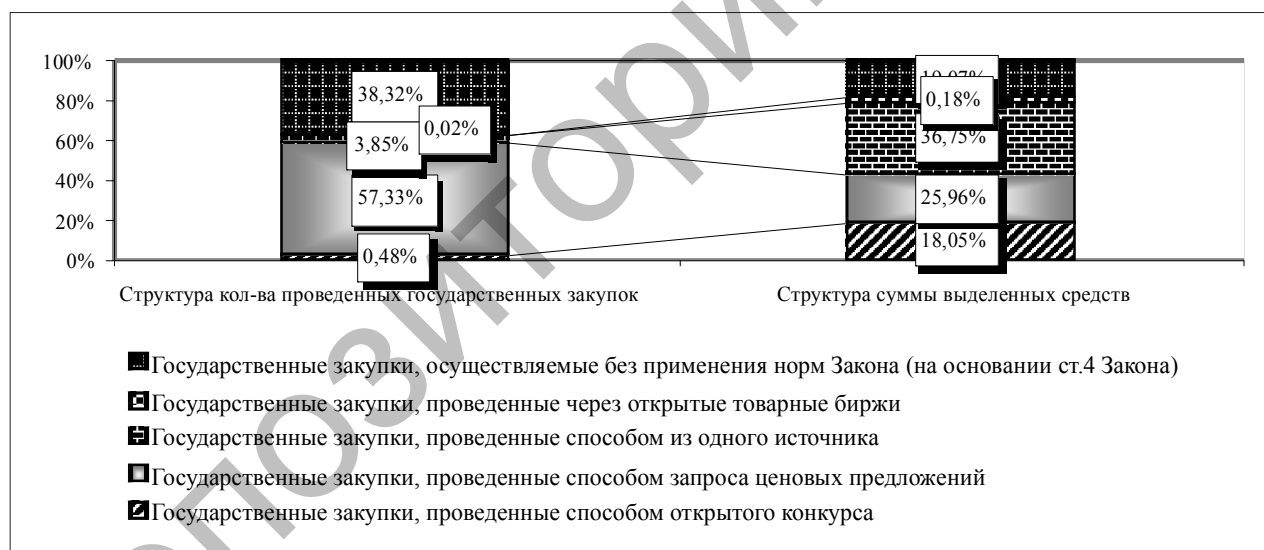 100%
80%
60%
40%
20%
0%
38,32%
0,02%
3,85%
57,33%
0,48%
0,18%
36,75%
25,96%
18,05%
Структура кол-ва проведенных государственных закупок
Структура суммы выделенных средств
Государственные закупки, осуществляемые без применения норм Закона (на основании ст.4 Закона)
Государственные закупки, проведенные через открытые товарные биржи
Государственные закупки, проведенные способом из одного источника
Государственные закупки, проведенные способом запроса ценовых предложений
Государственные закупки, проведенные способом открытого конкурса